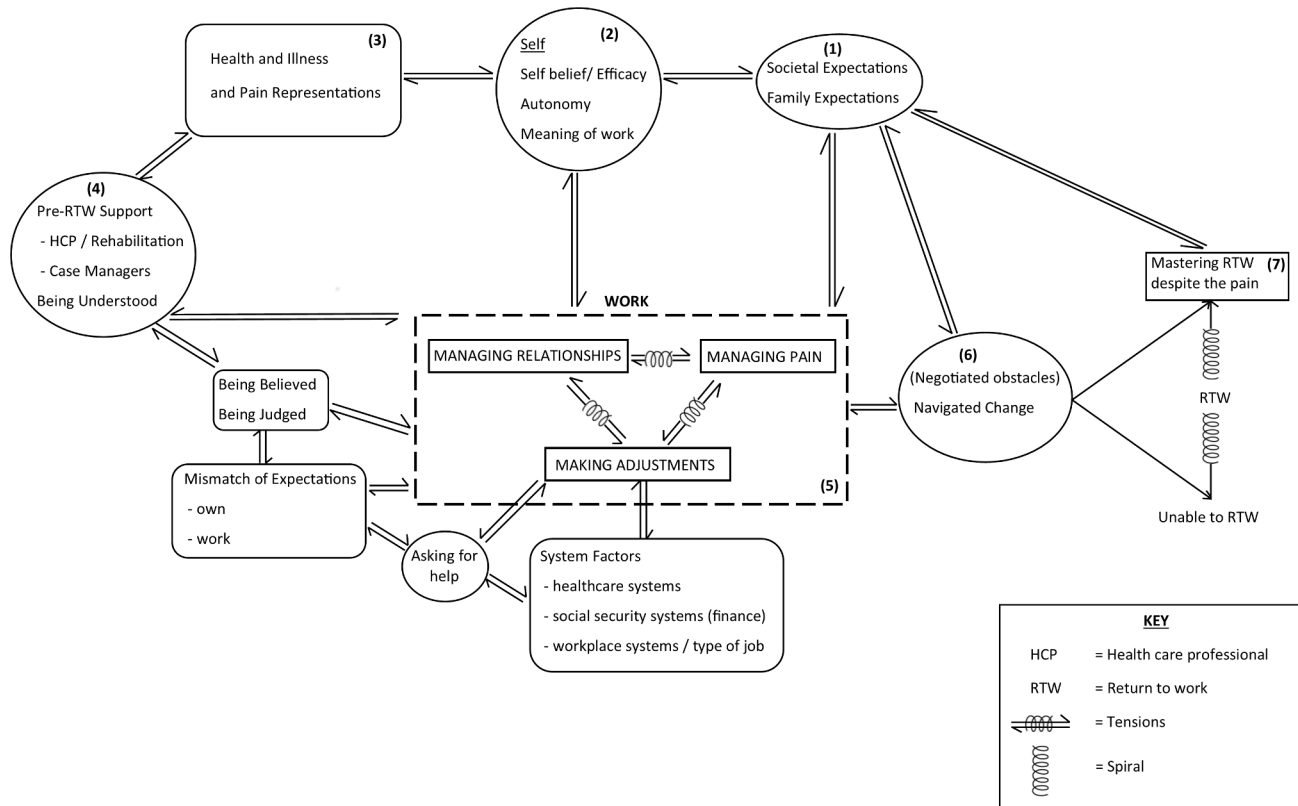 (3)
Health and Illness
and Pain Representations
(2)
Self
Self belief/ Efficacy
Autonomy
Meaning of work
(1)
Societal Expectations
Family Expectations
(4)
Pre-RTW Support
- HCP / Rehabilitation
- Case Managers
Being Understood
Being Believed
Being Judged
Mismatch of Expectations
- own
- work
Asking for
help
System Factors
- healthcare systems
- social security systems (finance)
- workplace systems / type of job
WORK
MANAGING RELATIONSHIPS
MANAGING PAIN
MAKING ADJUSTMENTS
(5)
(6)
(Negotiated obstacles)
Navigated Change
Mastering RTW (7)
despite the pain
RTW
Unable to RTW
KEY
HCP = Health care professional
RTW = Return to work
= Tensions
= Spiral